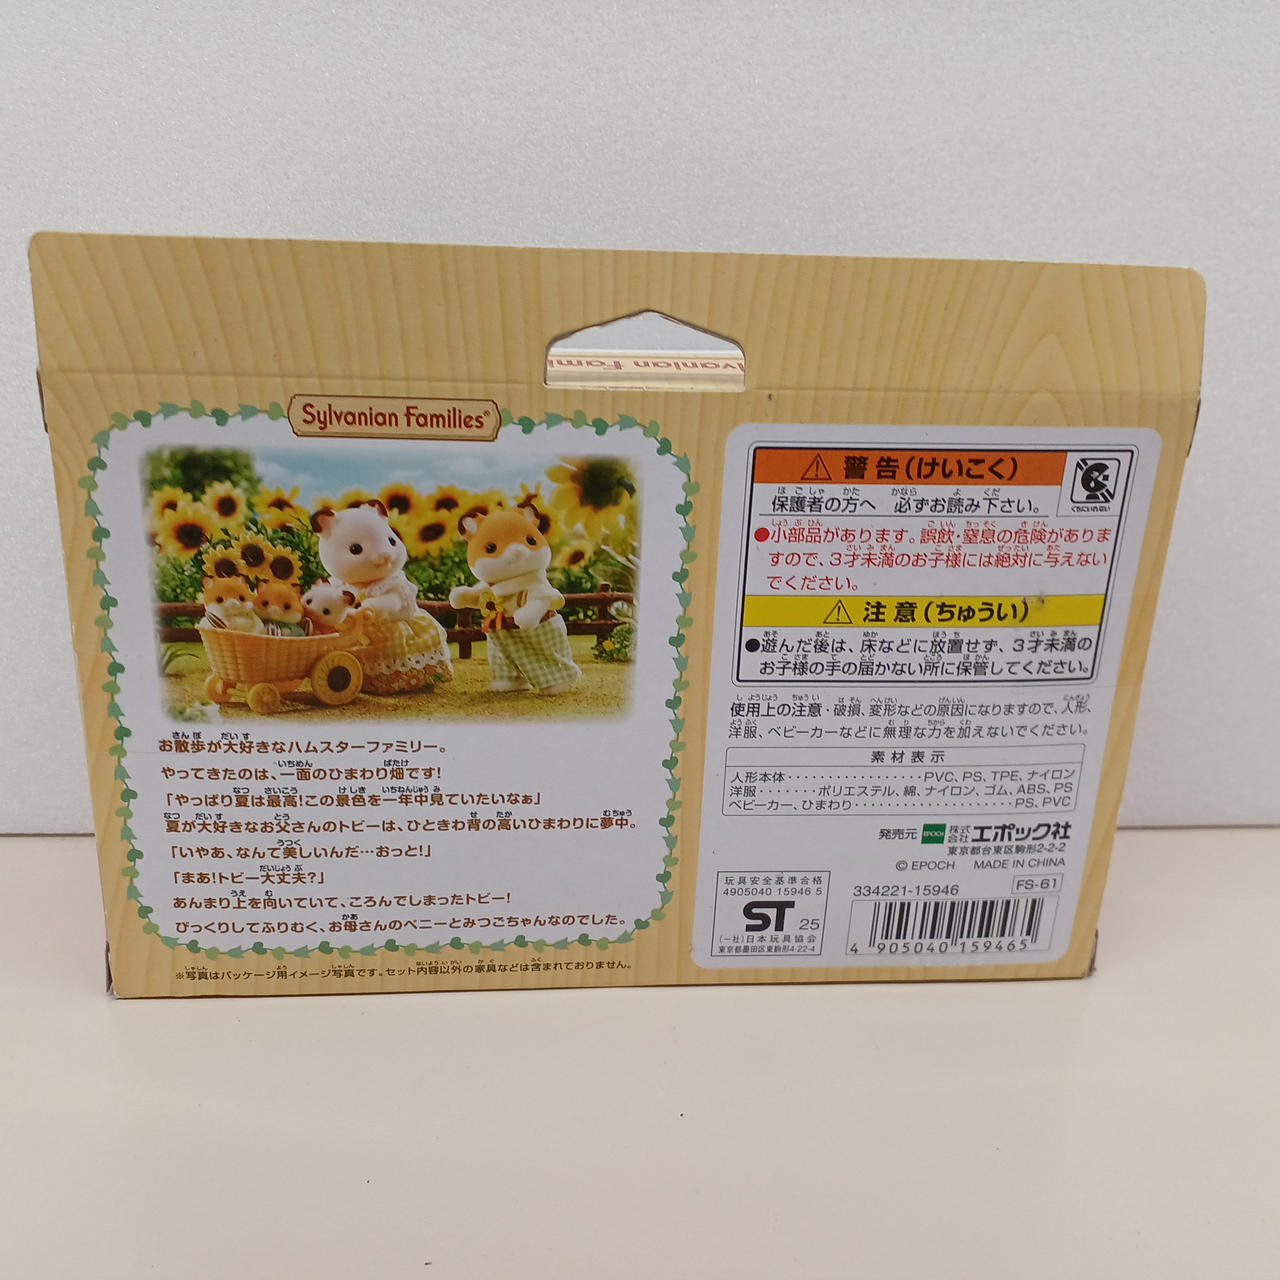 Sylvanian Families®
お散歩が大好きなハムスターファミリー。
やってきたのは、一面のひまわり畑です!
「やっぱり夏は最高!この景色を一年中見ていたいなぁ」
夏が大好きなお父さんのトビーは、ひときわ背の高いひまわりに夢中。
「いやあ、なんて美しいんだ…おっと!」
「まあ!トビー大丈夫?」
あんまり上を向いていて、ころんでしまったトビー!
びっくりしてふりむく、お母さんのペニーとみつごちゃんなのでした。
※写真はパッケージ用イメージ写真です。セット内容以外の家具などは含まれておりません。
警告(けいこく)
保護者の方へ 必ずお読み下さい。
くちにいれない
●小部品があります。誤飲・窒息の危険がありま
すので、3才未満のお子様には絶対に与えない
でください。
注意(ちゅうい)
●遊んだ後は、床などに放置せず、3才未満の
お子様の手の届かない所に保管してください。
使用上の注意・破損、変形などの原因になりますので、人形、
洋服、ベビーカーなどに無理な力を加えないでください。
素材表示
人形本体・・・・・・・・・・・・・・・・・PVC、PS、TPE、ナイロン
洋服・・・・・・・ポリエステル、綿、ナイロン、ゴム、ABS、PS
ベビーカー、ひまわり・・・・・・・・・・・・・・・・・・PS、PVC
発売元 EPOCH 株式会社 エポック社
東京都台東区駒形2-2-2
© EPOCH MADE IN CHINA
玩具安全基準合格
4905040 15946 5
ST 25
(一社)日本玩具協会
東京都墨田区東駒形4-22-4
334221-15946
FS-61
4 905040 159465